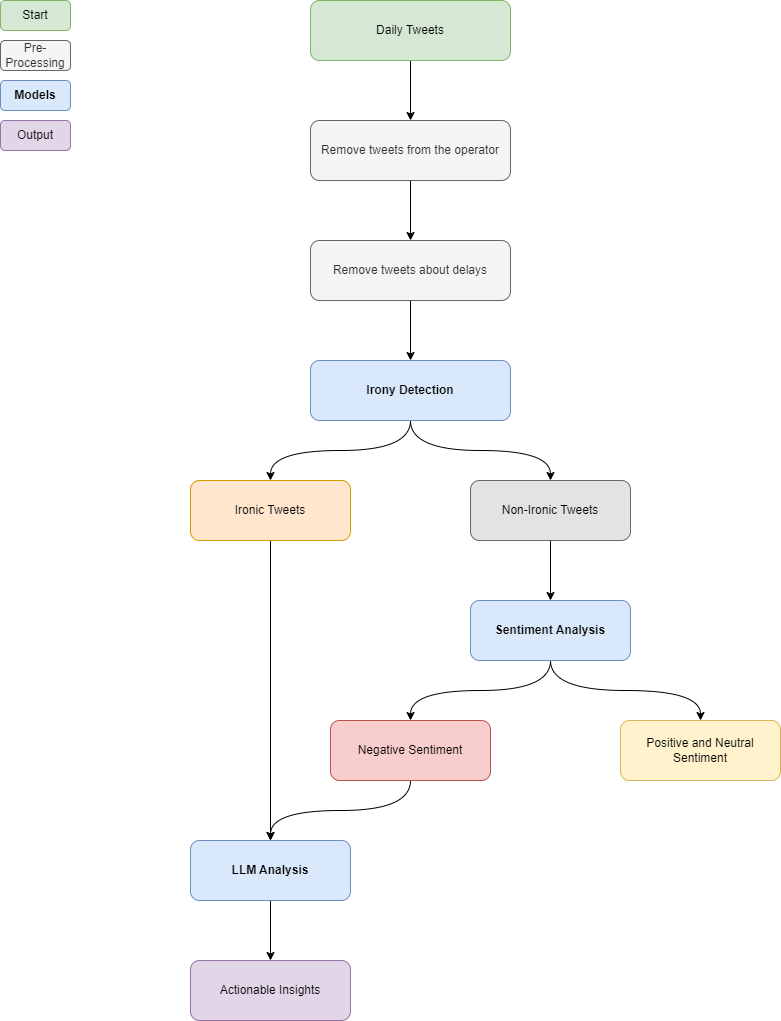 Start
Pre-
Processing
Models
Output
Daily Tweets
Remove tweets from the operator
Remove tweets about delays
Irony Detection
Ironic Tweets
Non-Ironic Tweets
Sentiment Analysis
Negative Sentiment
Positive and Neutral
Sentiment
LLM Analysis
Actionable Insights